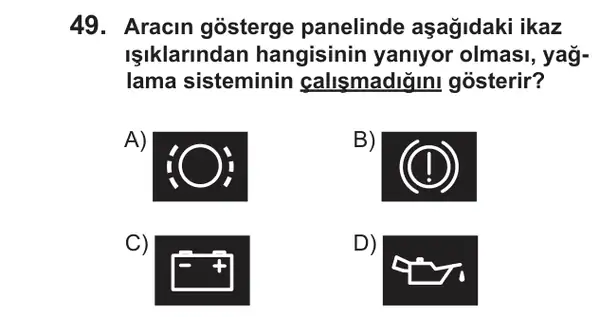 49. Aracın gösterge panelinde aşağıdaki ikaz
ışıklarından hangisinin yanıyor olması, yağ-
lama sisteminin çalışmadığını gösterir?
A) B)
C) D)